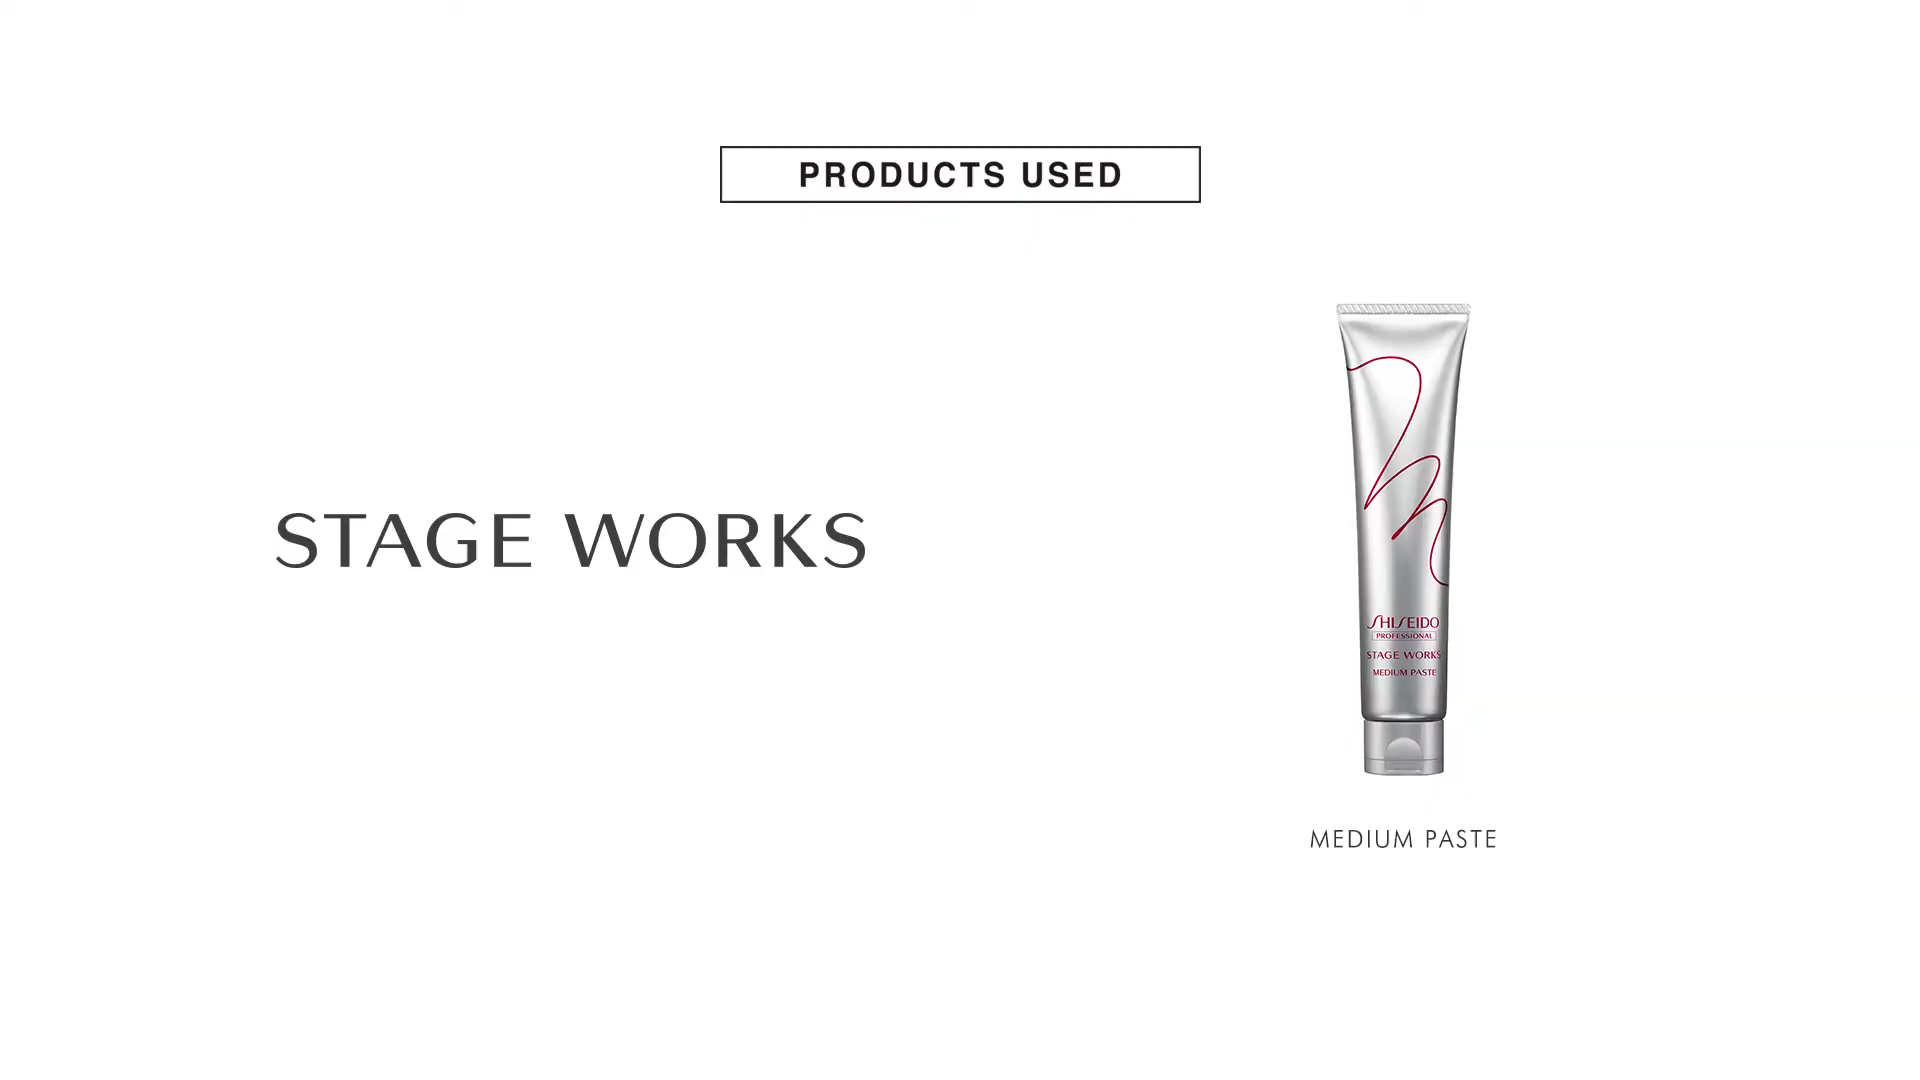 PRODUCTS USED
STAGE WORKS
SHISEIDO
PROFESSIONAL
STAGE WORKS
MEDIUM PASTE
MEDIUM PASTE